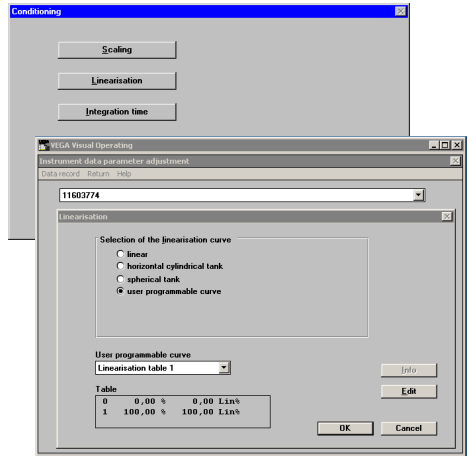 Conditioning
Scaling
Linearisation
Integration time
VEGA Visual Operating
Instrument data parameter adjustment
Data record Return Help
11603774
Linearisation
Selection of the linearisation curve
linear
horizontal cylindrical tank
spherical tank
user programmable curve
User programmable curve
Linearisation table 1
Info
Table
Edit
0 0,00 % 0,00 Lin%
1 100,00 % 100,00 Lin%
OK Cancel